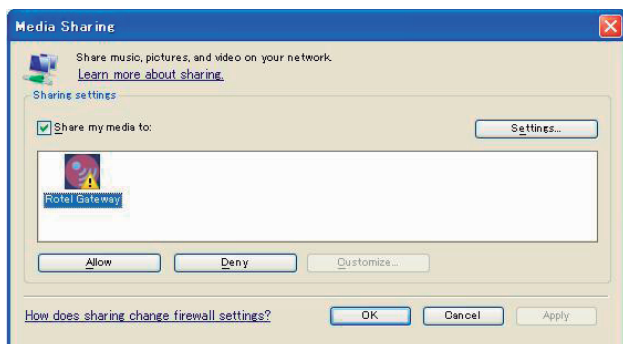 Media Sharing
Share music, pictures, and video on your network.
Learn more about sharing.
Sharing settings
Share my media to:
Settings...
Rotel Gateway
Allow
Deny
Customize...
How does sharing change firewall settings?
OK
Cancel
Apply